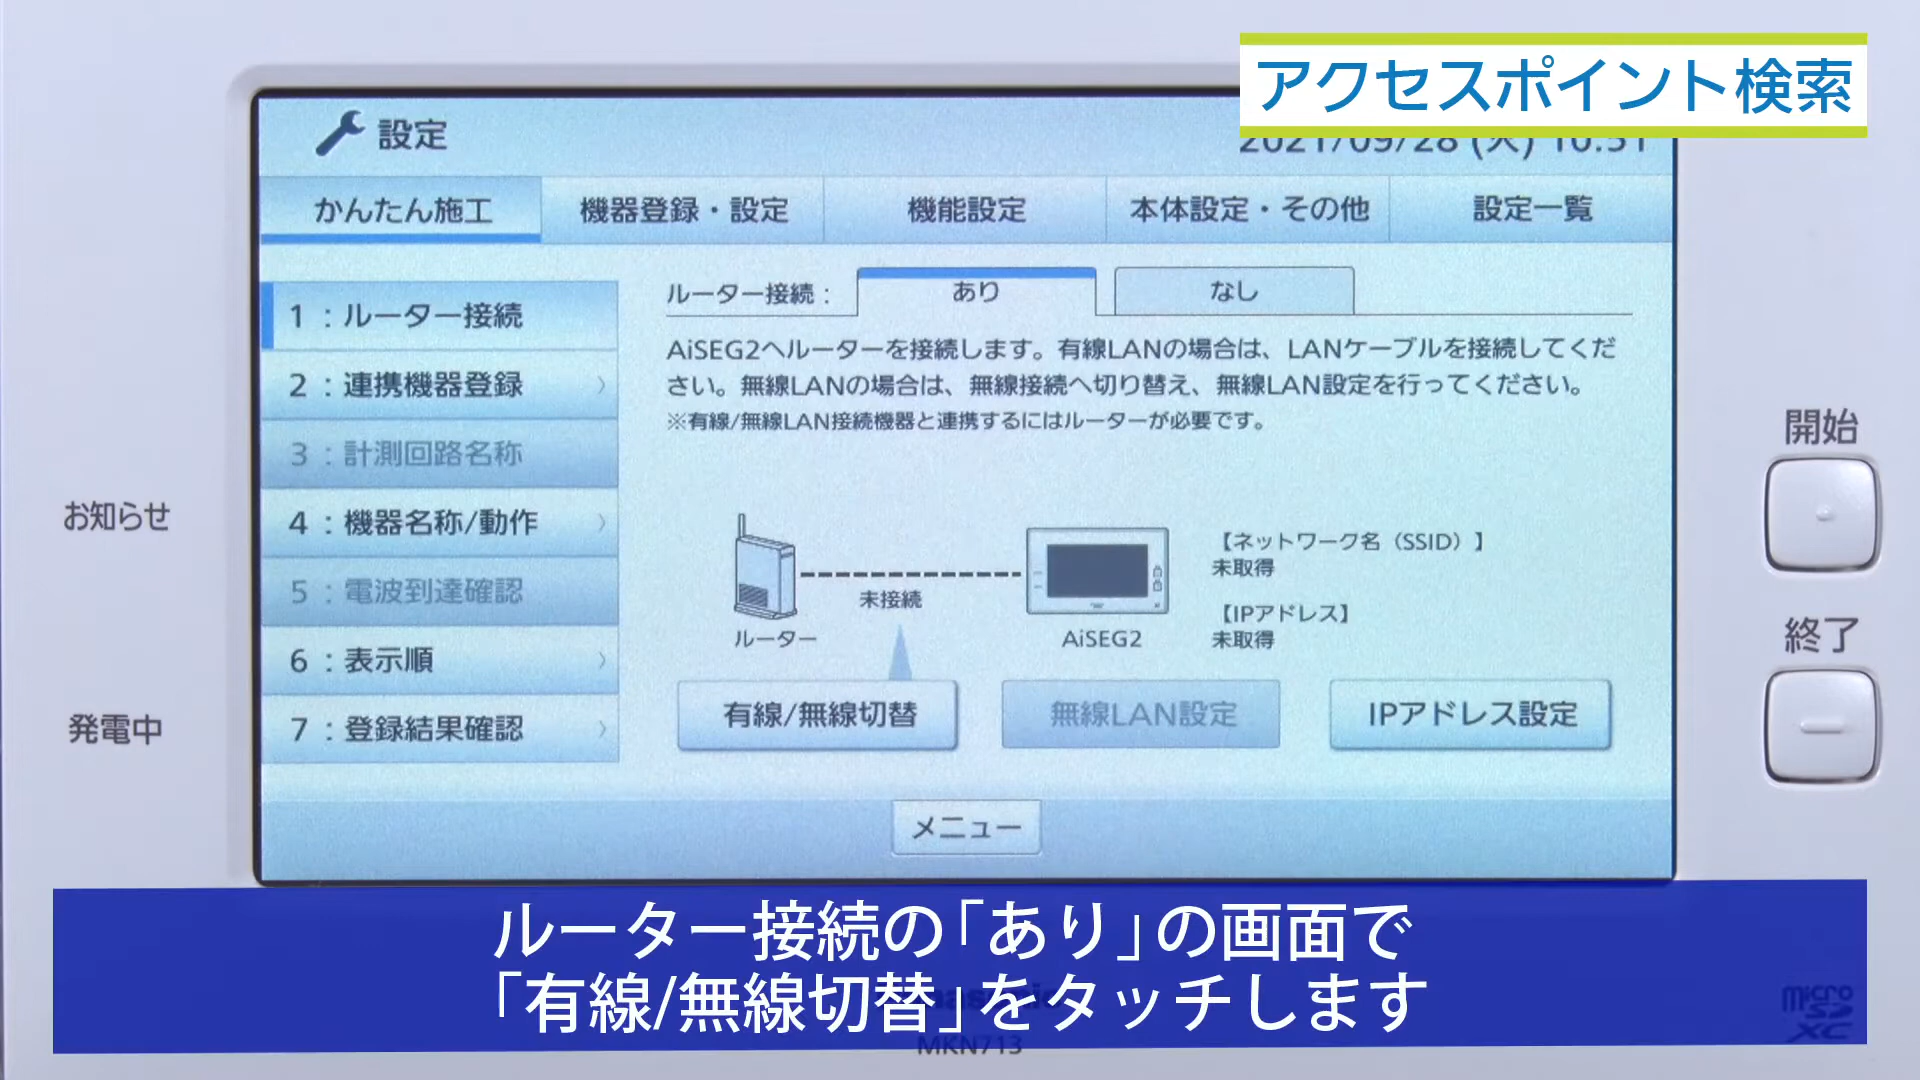 アクセスポイント検索
設定
2021/09/28 (火) 10:51
かんたん施工
機器登録・設定
機能設定
本体設定・その他
設定一覧
1 : ルーター接続
2 : 連携機器登録
3 : 計測回路名称
4 : 機器名称/動作
5 : 電波到達確認
6 : 表示順
7 : 登録結果確認
ルーター接続 :
あり
なし
AiSEG2へルーターを接続します。有線LANの場合は、LANケーブルを接続してくだ
さい。無線LANの場合は、無線接続へ切り替え、無線LAN設定を行ってください。
※有線/無線LAN接続機器と連携するにはルーターが必要です。
未接続
ルーター
AiSEG2
【ネットワーク名（SSID）】
未取得
【IPアドレス】
未取得
有線/無線切替
無線LAN設定
IPアドレス設定
メニュー
お知らせ
発電中
開始
終了
ルーター接続の「あり」の画面で
「有線/無線切替」をタッチします
Panasonic
MKN713
micro
SD
XC